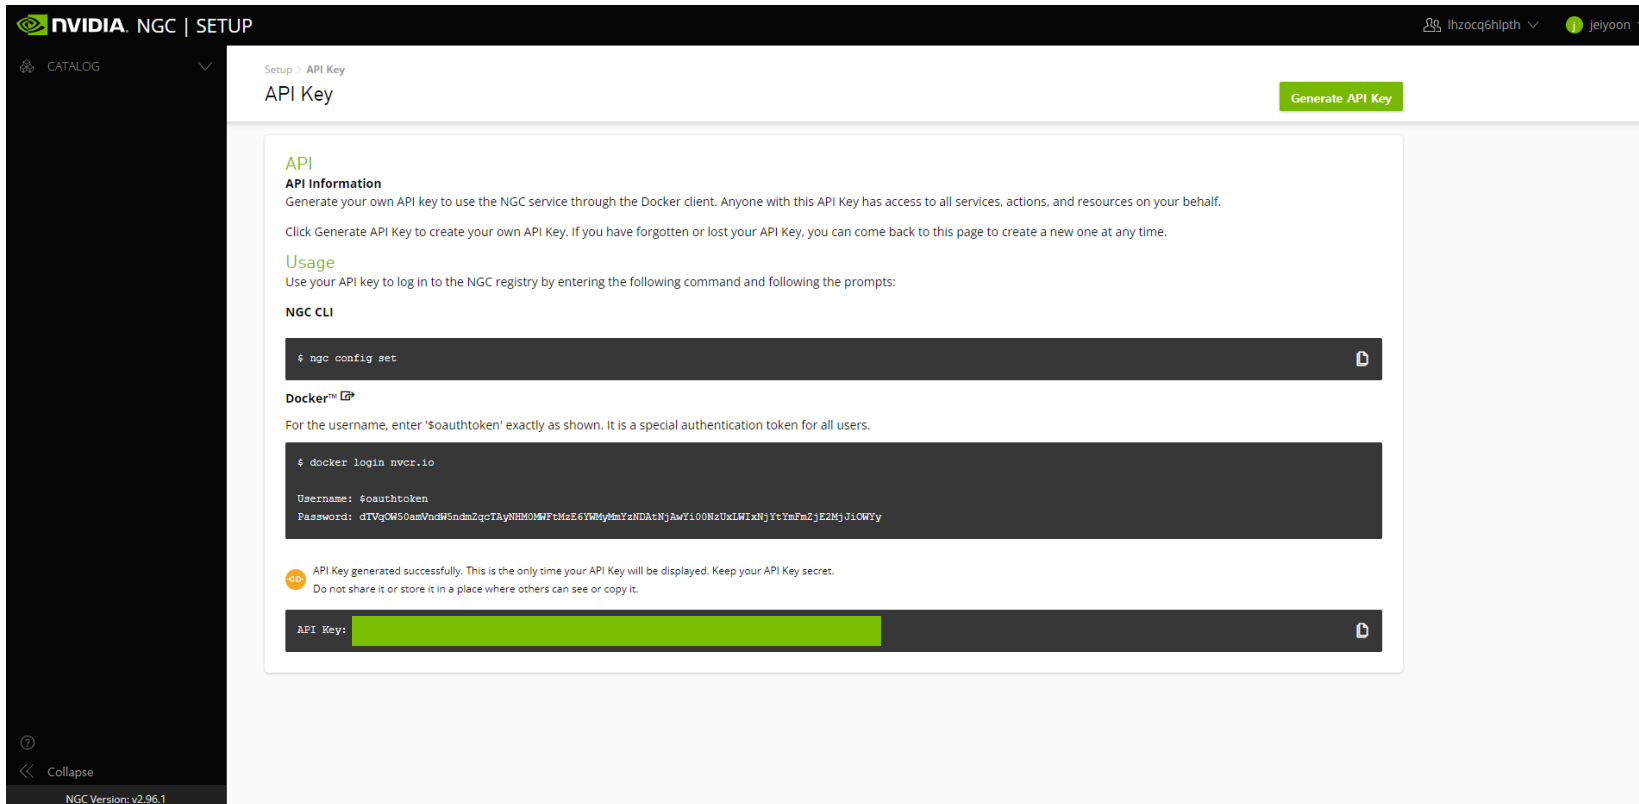 NVIDIA. NGC | SETUP
lhzocq6hlpth
j jeiyoon
CATALOG
Setup > API Key
API Key
Generate API Key
API
API Information
Generate your own API key to use the NGC service through the Docker client. Anyone with this API Key has access to all services, actions, and resources on your behalf.
Click Generate API Key to create your own API Key. If you have forgotten or lost your API Key, you can come back to this page to create a new one at any time.
Usage
Use your API key to log in to the NGC registry by entering the following command and following the prompts:
NGC CLI
$ ngc config set
Docker™
For the username, enter '$oauthtoken' exactly as shown. It is a special authentication token for all users.
$ docker login nvcr.io
Username: $oauthtoken
Password:
API Key generated successfully. This is the only time your API Key will be displayed. Keep your API Key secret.
Do not share it or store it in a place where others can see or copy it.
API Key:
?
Collapse
NGC Version: v2.96.1